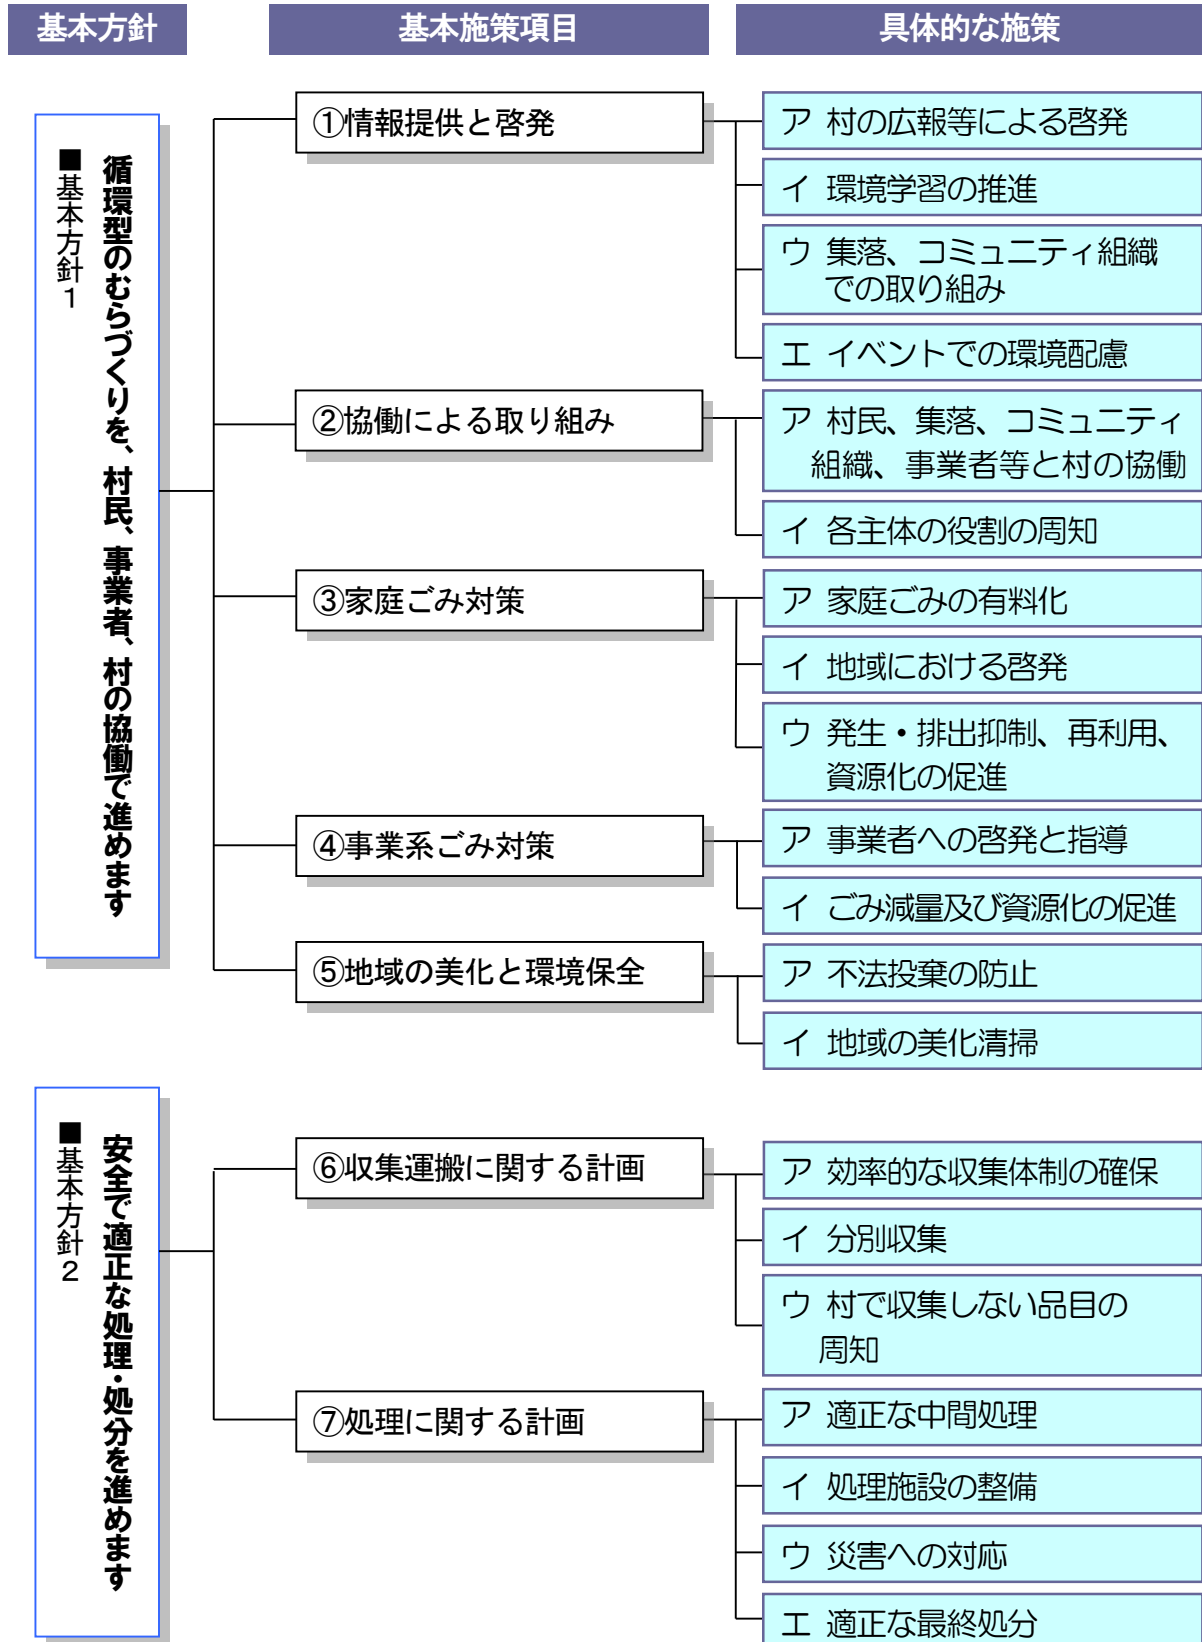 基本方針
基本施策項目
具体的な施策
■基本方針１
循環型のむらづくりを、村民、事業者、村の協働で進めます
①情報提供と啓発
ア 村の広報等による啓発
イ 環境学習の推進
ウ 集落、コミュニティ組織
での取り組み
エ イベントでの環境配慮
②協働による取り組み
ア 村民、集落、コミュニティ
組織、事業者等と村の協働
イ 各主体の役割の周知
③家庭ごみ対策
ア 家庭ごみの有料化
イ 地域における啓発
ウ 発生・排出抑制、再利用、
資源化の促進
④事業系ごみ対策
ア 事業者への啓発と指導
イ ごみ減量及び資源化の促進
⑤地域の美化と環境保全
ア 不法投棄の防止
イ 地域の美化清掃
■基本方針２
安全で適正な処理・処分を進めます
⑥収集運搬に関する計画
ア 効率的な収集体制の確保
イ 分別収集
ウ 村で収集しない品目の
周知
⑦処理に関する計画
ア 適正な中間処理
イ 処理施設の整備
ウ 災害への対応
エ 適正な最終処分